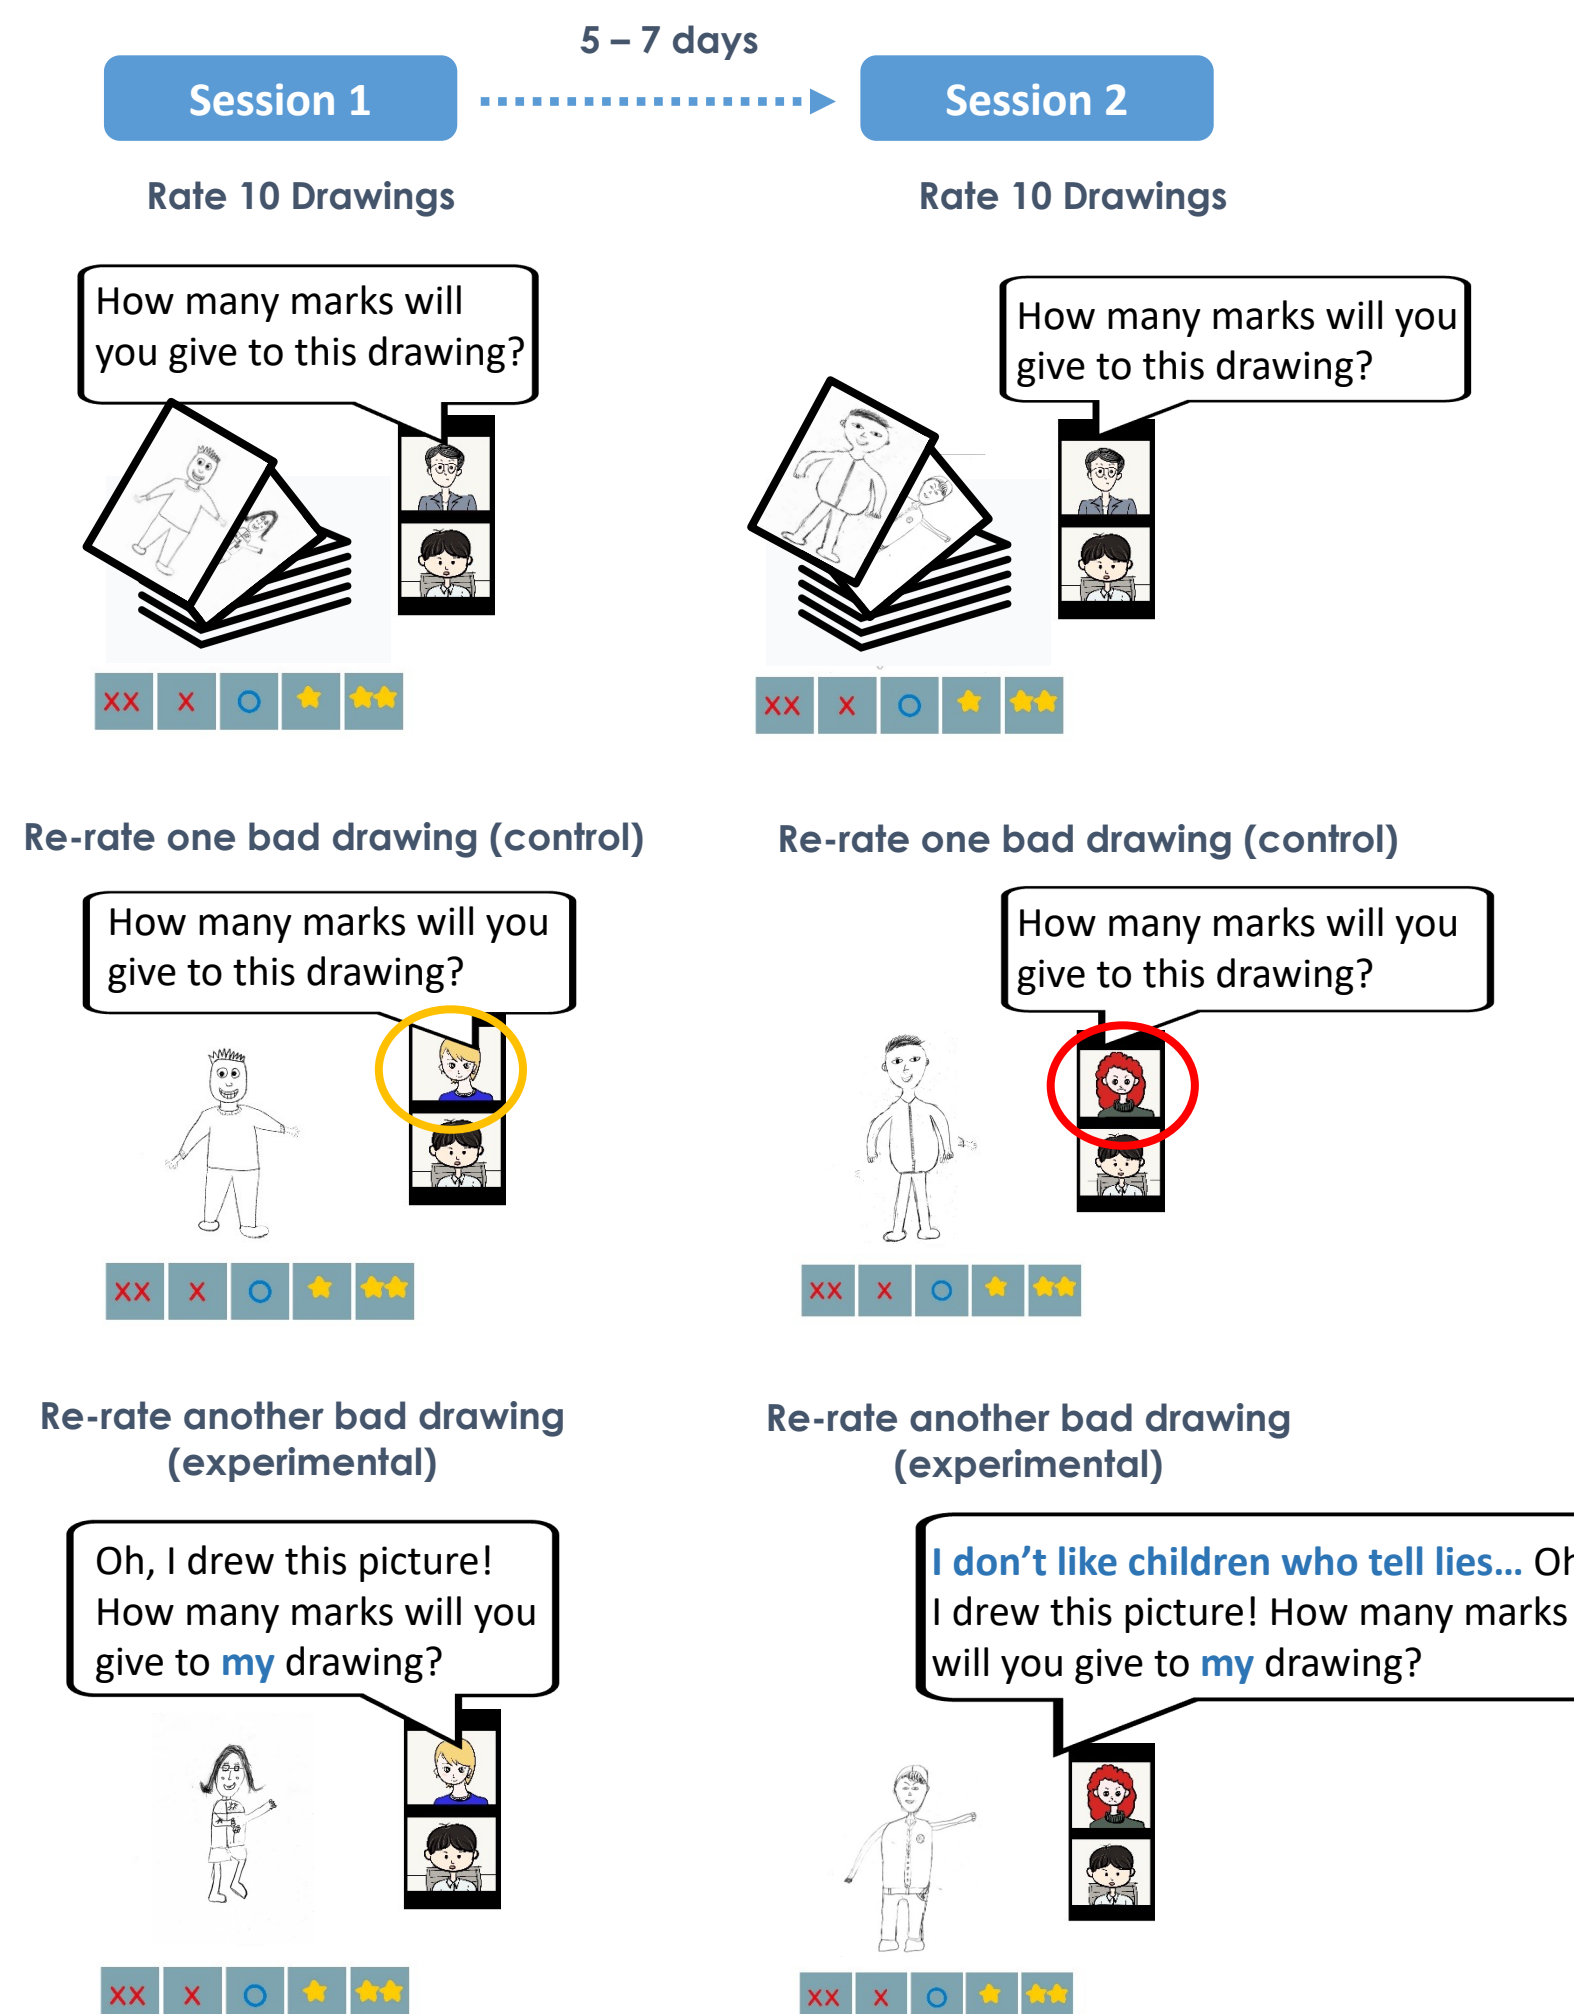 5 – 7 days
Session 1
Session 2
Rate 10 Drawings
Rate 10 Drawings
How many marks will
you give to this drawing?
How many marks will you
give to this drawing?
XX X O
XX X O
Re-rate one bad drawing (control)
Re-rate one bad drawing (control)
How many marks will you
give to this drawing?
How many marks will you
give to this drawing?
XX X O
XX X O
Re-rate another bad drawing
(experimental)
Re-rate another bad drawing
(experimental)
Oh, I drew this picture!
How many marks will you
give to my drawing?
I don’t like children who tell lies... Oh
I drew this picture! How many marks
will you give to my drawing?
XX X O
XX X O